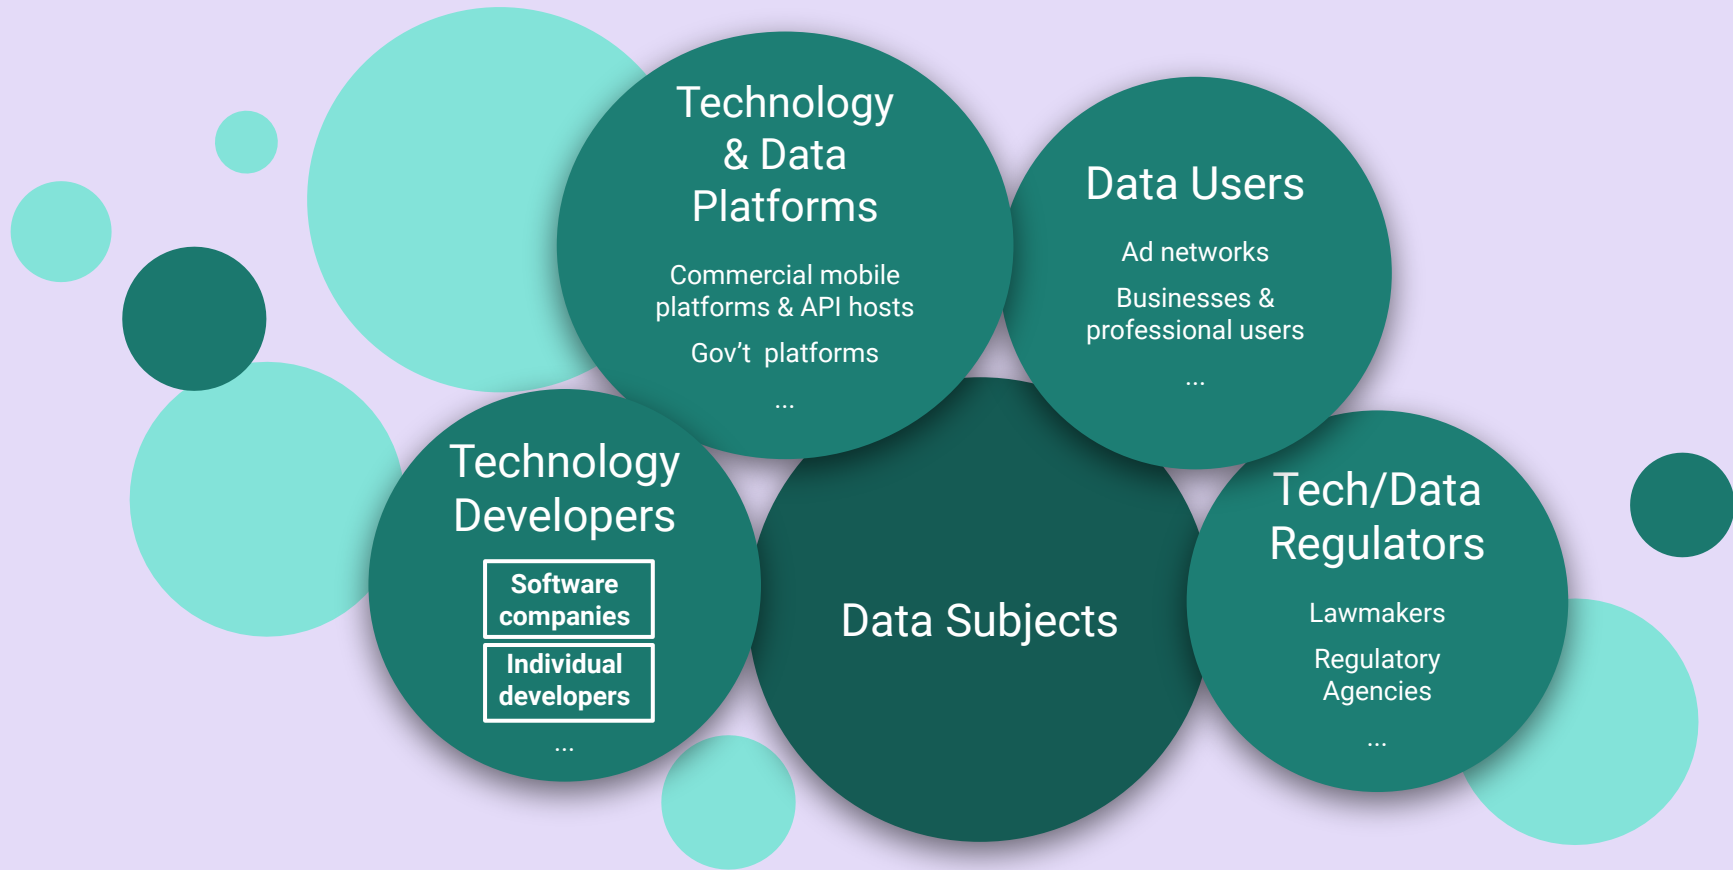 Technology
& Data
Platforms
Commercial mobile
platforms & API hosts
Gov’t  platforms
...
Data Users
Ad networks
Businesses &
professional users
...
Technology
Developers
Software
companies
Individual
developers
...
Data Subjects
Tech/Data
Regulators
Lawmakers
Regulatory
Agencies
...